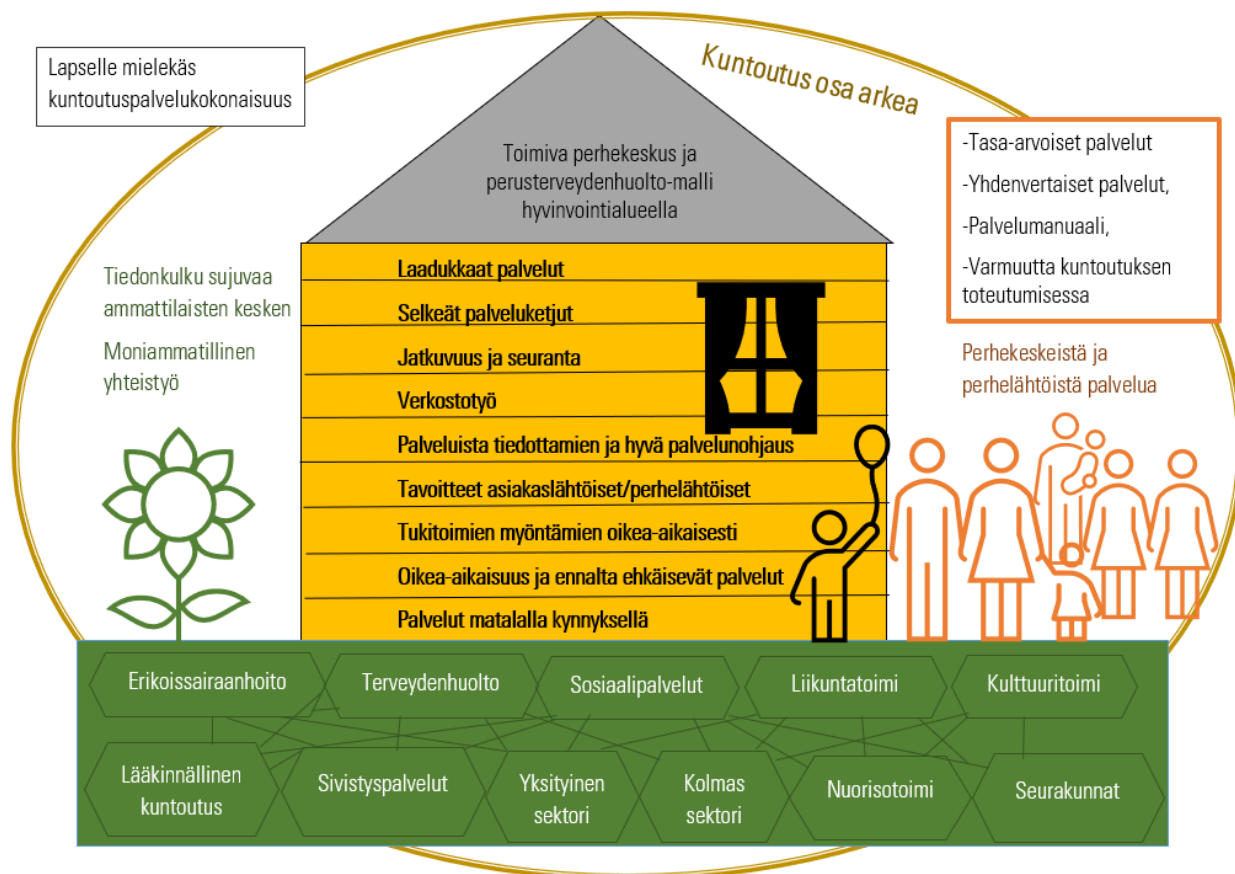 Lapselle mielekäs
kuntoutuspalvelukokonaisuus
Kuntoutus osa arkea
Toimiva perhekeskus ja
perusterveydenhuolto-malli
hyvinvointialueella
-Tasa-arvoiset palvelut
-Yhdenvertaiset palvelut,
-Palvelumanuaali,
-Varmuutta kuntoutuksen
toteutumisessa
Tiedonkulku sujuvaa
ammattilaisten kesken
Moniammatillinen
yhteistyö
Laadukkaat palvelut
Selkeät palveluketjut
Jatkuvuus ja seuranta
Verkostotyö
Palveluista tiedottamien ja hyvä palvelunohjaus
Tavoitteet asiakaslähtöiset/perhelähtöiset
Tukitoimien myöntämien oikea-aikaisesti
Oikea-aikaisuus ja ennalta ehkäisevät palvelut
Palvelut matalalla kynnyksellä
Perhekeskeistä ja
perhelähtöistä palvelua
Erikoissairaanhoito
Terveydenhuolto
Sosiaalipalvelut
Liikuntatoimi
Kulttuuritoimi
Lääkinnällinen
kuntoutus
Sivistyspalvelut
Yksityinen
sektori
Kolmas
sektori
Nuorisotoimi
Seurakunnat